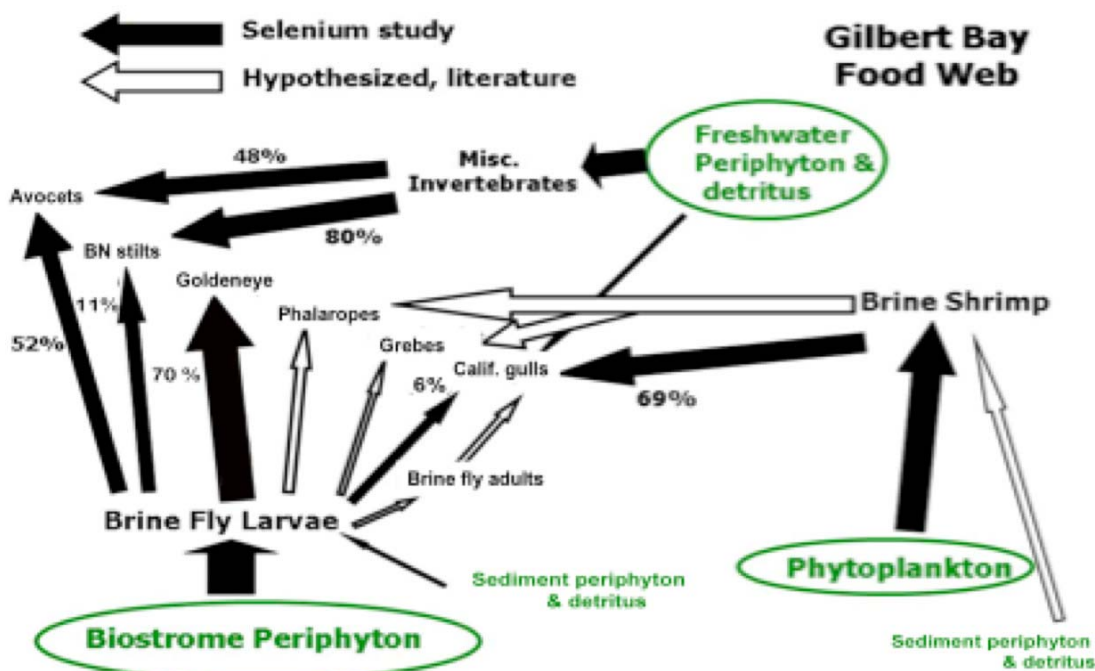 Selenium study
Hypothesized, literature
Gilbert Bay
Food Web
Freshwater
Periphyton &
detritus
48%
Misc.
Invertebrates
Avocets
80%
BN stilts
Goldeneye
11%
Phalaropes
Brine Shrimp
52%
Grebes
70 %
6%
Calif. gulls
69%
Brine fly adults
Brine Fly Larvae
Phytoplankton
Sediment periphyton
& detritus
Biostrome Periphyton
Sediment periphyton
& detritus